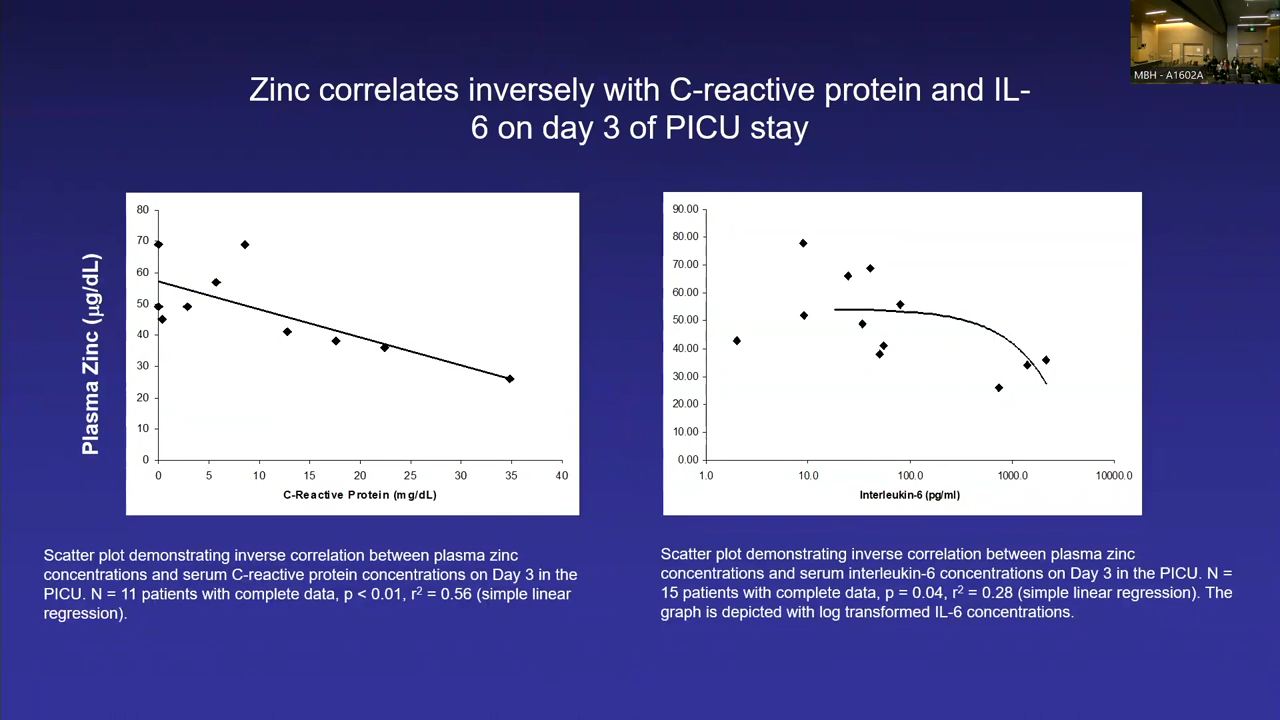 MBH - A1602A
Zinc correlates inversely with C-reactive protein and IL-
6 on day 3 of PICU stay
Plasma Zinc (µg/dL)
80
70
60
50
40
30
20
10
0
0 5 10 15 20 25 30 35 40
C-Reactive Protein (mg/dL)
90.00
80.00
70.00
60.00
50.00
40.00
30.00
20.00
10.00
0.00
1.0 10.0 100.0 1000.0 10000.0
Interleukin-6 (pg/ml)
Scatter plot demonstrating inverse correlation between plasma zinc
concentrations and serum C-reactive protein concentrations on Day 3 in the
PICU. N = 11 patients with complete data, p < 0.01, r² = 0.56 (simple linear
regression).
Scatter plot demonstrating inverse correlation between plasma zinc
concentrations and serum interleukin-6 concentrations on Day 3 in the PICU. N =
15 patients with complete data, p = 0.04, r² = 0.28 (simple linear regression). The
graph is depicted with log transformed IL-6 concentrations.